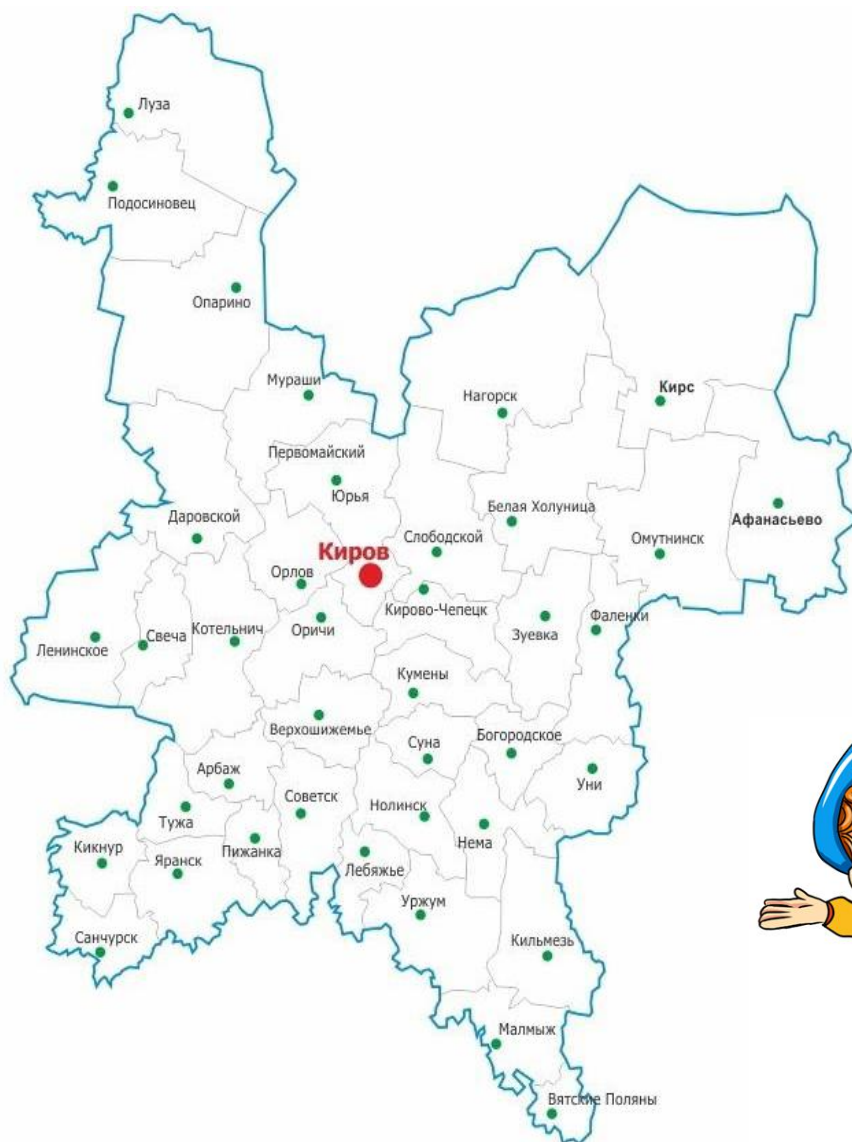 Луза
Подосиновец
Опарино
Мураши
Кирс
Нагорск
Первомайский
Юрья
Белая Холуница
Даровской
Афанасьево
Слободской
Омутнинск
Киров
Орлов
Кирово-Чепецк
Фаленки
Котельнич
Оричи
Зуевка
Свеча
Ленинское
Кумены
Верхошижемье
Богородское
Суна
Арбаж
Уни
Советск
Нолинск
Тужа
Нема
Пижанка
Кикнур
Яранск
Лебяжье
Уржум
Санчурск
Кильмезь
Малмыж
Вятские Поляны